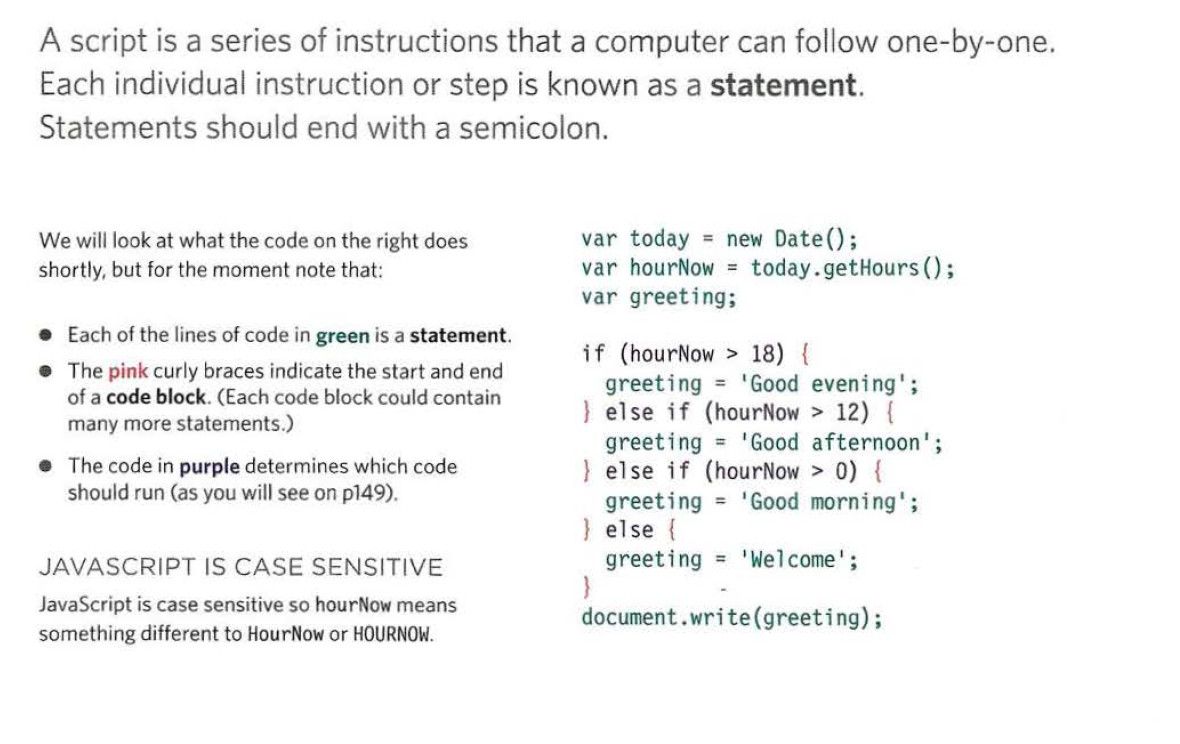 A script is a series of instructions that a computer can follow one-by-one.
Each individual instruction or step is known as a statement.
Statements should end with a semicolon.
We will look at what the code on the right does
shortly, but for the moment note that:
● Each of the lines of code in green is a statement.
● The pink curly braces indicate the start and end
of a code block. (Each code block could contain
many more statements.)
● The code in purple determines which code
should run (as you will see on p149).
JAVASCRIPT IS CASE SENSITIVE
JavaScript is case sensitive so hourNow means
something different to HourNow or HOURNOW.
var today = new Date();
var hourNow = today.getHours();
var greeting;
if (hourNow > 18) {
greeting = 'Good evening';
} else if (hourNow > 12) {
greeting = 'Good afternoon';
} else if (hourNow > 0) {
greeting = 'Good morning';
} else {
greeting = 'Welcome';
}
document.write(greeting);